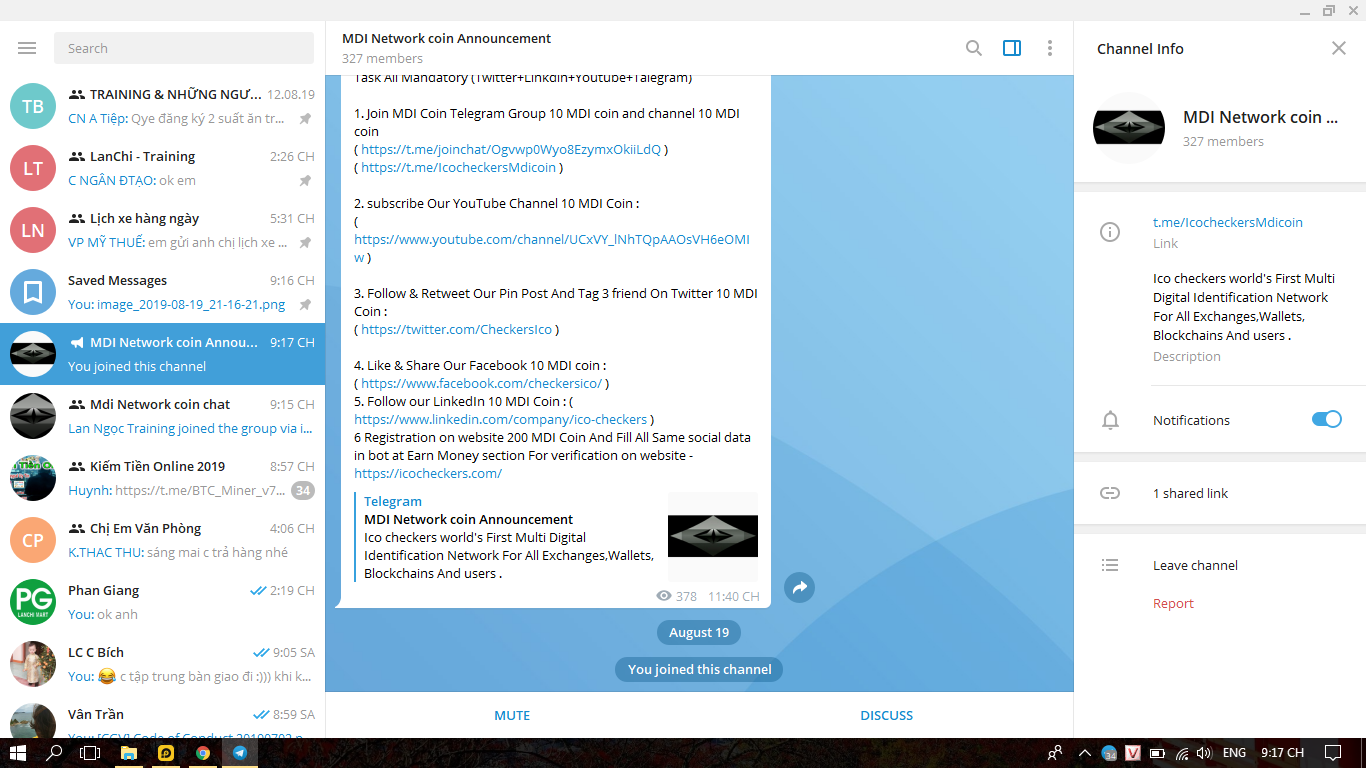 Search
TB
TRAINING & NHỮNG NGƯ... 12.08.19
CN A Tiệp: Qye đăng ký 2 suất ăn tr...
LT
LanChi - Training 2:26 CH
C NGÂN ĐTẠO: ok em
LN
Lịch xe hàng ngày 5:31 CH
VP MỸ THUẾ: em gửi anh chị lịch xe ...
Saved Messages 9:16 CH
You: image_2019-08-19_21-16-21.png
MDI Network coin Annou... 9:17 CH
You joined this channel
Mdi Network coin chat 9:15 CH
Lan Ngọc Training joined the group via i...
Kiếm Tiền Online 2019 8:57 CH
Huynh: https://t.me/BTC_Miner_v7... 34
CP
Chị Em Văn Phòng 4:06 CH
K.THAC THU: sáng mai c trả hàng nhé
PG
LANCHI MART
Phan Giang 2:19 CH
You: ok anh
LC C Bích 9:05 SA
You: 😂 c tập trung bàn giao đi :))) khi k...
Vân Trần 8:59 SA
You: [CGV] Code of Conduct 20190702.p
MDI Network coin Announcement
327 members
Task All Mandatory (Twitter+Linkdin+Youtube+Talegram)
1. Join MDI Coin Telegram Group 10 MDI coin and channel 10 MDI
coin
( https://t.me/joinchat/Ogvwp0Wyo8EzymxOkiiLdQ )
( https://t.me/IcocheckersMdicoin )
2. subscribe Our YouTube Channel 10 MDI Coin :
(
https://www.youtube.com/channel/UCxVY_lNhTQpAAOsVH6eOMI
w )
3. Follow & Retweet Our Pin Post And Tag 3 friend On Twitter 10 MDI
Coin :
( https://twitter.com/CheckersIco )
4. Like & Share Our Facebook 10 MDI coin :
( https://www.facebook.com/checkersico/ )
5. Follow our LinkedIn 10 MDI Coin : (
https://www.linkedin.com/company/ico-checkers )
6 Registration on website 200 MDI Coin And Fill All Same social data
in bot at Earn Money section For verification on website -
https://icocheckers.com/
Telegram
MDI Network coin Announcement
Ico checkers world's First Multi Digital
Identification Network For All Exchanges,Wallets,
Blockchains And users .
378 11:40 CH
August 19
You joined this channel
MUTE
DISCUSS
Channel Info
MDI Network coin ...
327 members
t.me/IcocheckersMdicoin
Link
Ico checkers world's First Multi
Digital Identification Network
For All Exchanges,Wallets,
Blockchains And users .
Description
Notifications
1 shared link
Leave channel
Report
34
V
ENG
9:17 CH